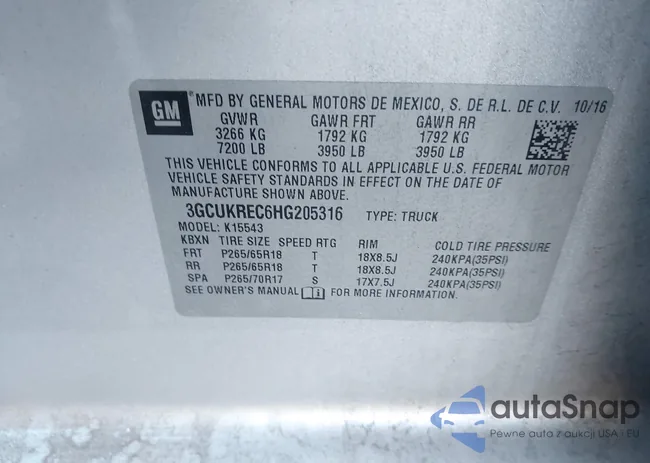 GM ® MFD BY GENERAL MOTORS DE MEXICO, S. DE R.L. DE C.V. 10/16
GVWR GAWR FRT GAWR RR
3266 KG 1792 KG 1792 KG
7200 LB 3950 LB 3950 LB
THIS VEHICLE CONFORMS TO ALL APPLICABLE U.S. FEDERAL MOTOR
VEHICLE SAFETY STANDARDS IN EFFECT ON THE DATE OF
MANUFACTURE SHOWN ABOVE.
3GCUKREC6HG205316 TYPE: TRUCK
MODEL: K15543
KBXN TIRE SIZE SPEED RTG RIM COLD TIRE PRESSURE
FRT P265/65R18 T 18X8.5J 240KPA(35PSI)
RR P265/65R18 T 18X8.5J 240KPA(35PSI)
SPA P265/70R17 S 17X7.5J 240KPA(35PSI)
SEE OWNER'S MANUAL FOR MORE INFORMATION.
autoSnap
Pewne auta z aukcji USA i EU